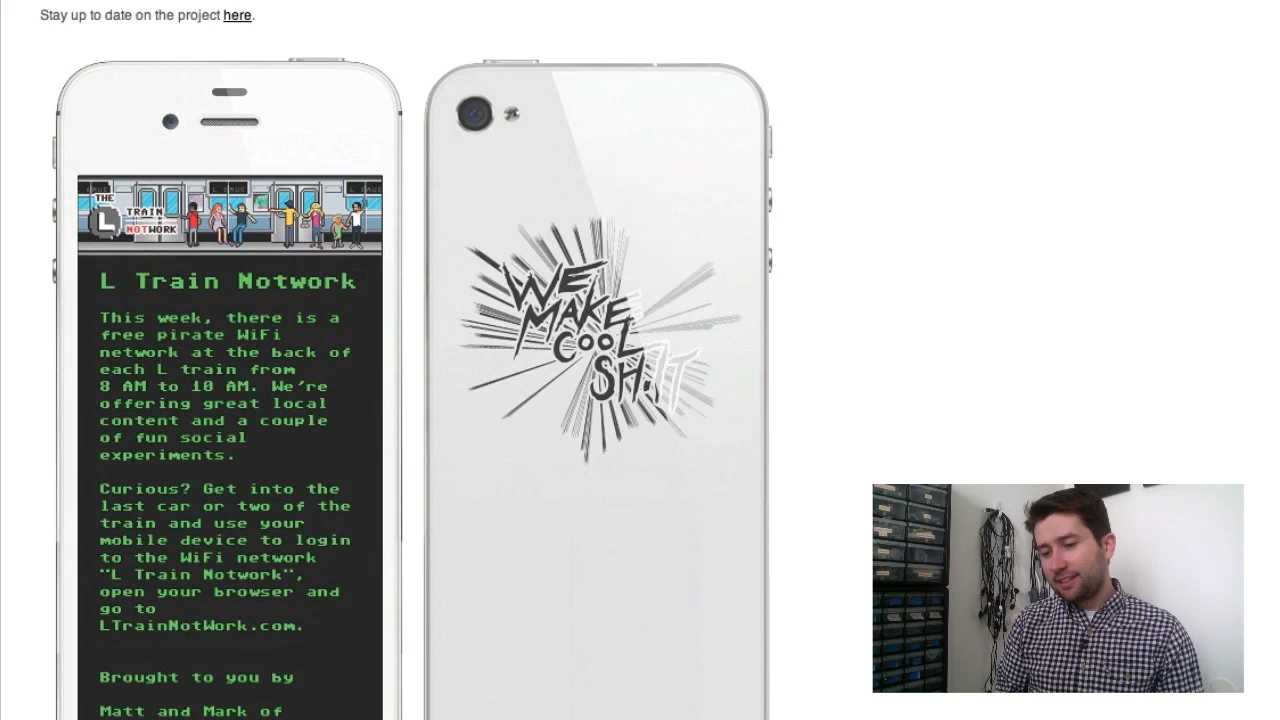 Stay up to date on the project here.
L LAVE
THE
L
TRAIN
NOTWORK
L Train Notwork
This week, there is a
free pirate WiFi
network at the back of
each L train from
8 AM to 10 AM. We're
offering great local
content and a couple
of fun social
experiments.
Curious? Get into the
last car or two of the
train and use your
mobile device to login
to the WiFi network
"L Train Notwork",
open your browser and
go to
LTrainNotWork.com.
Brought to you by
Matt and Mark of
WE
MAKE
COOL
SH.IT